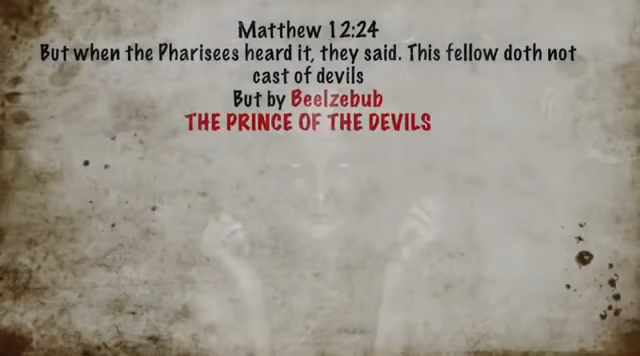 Matthew 12:24
But when the Pharisees heard it, they said. This fellow doth not
cast of devils
But by Beelzebub
THE PRINCE OF THE DEVILS